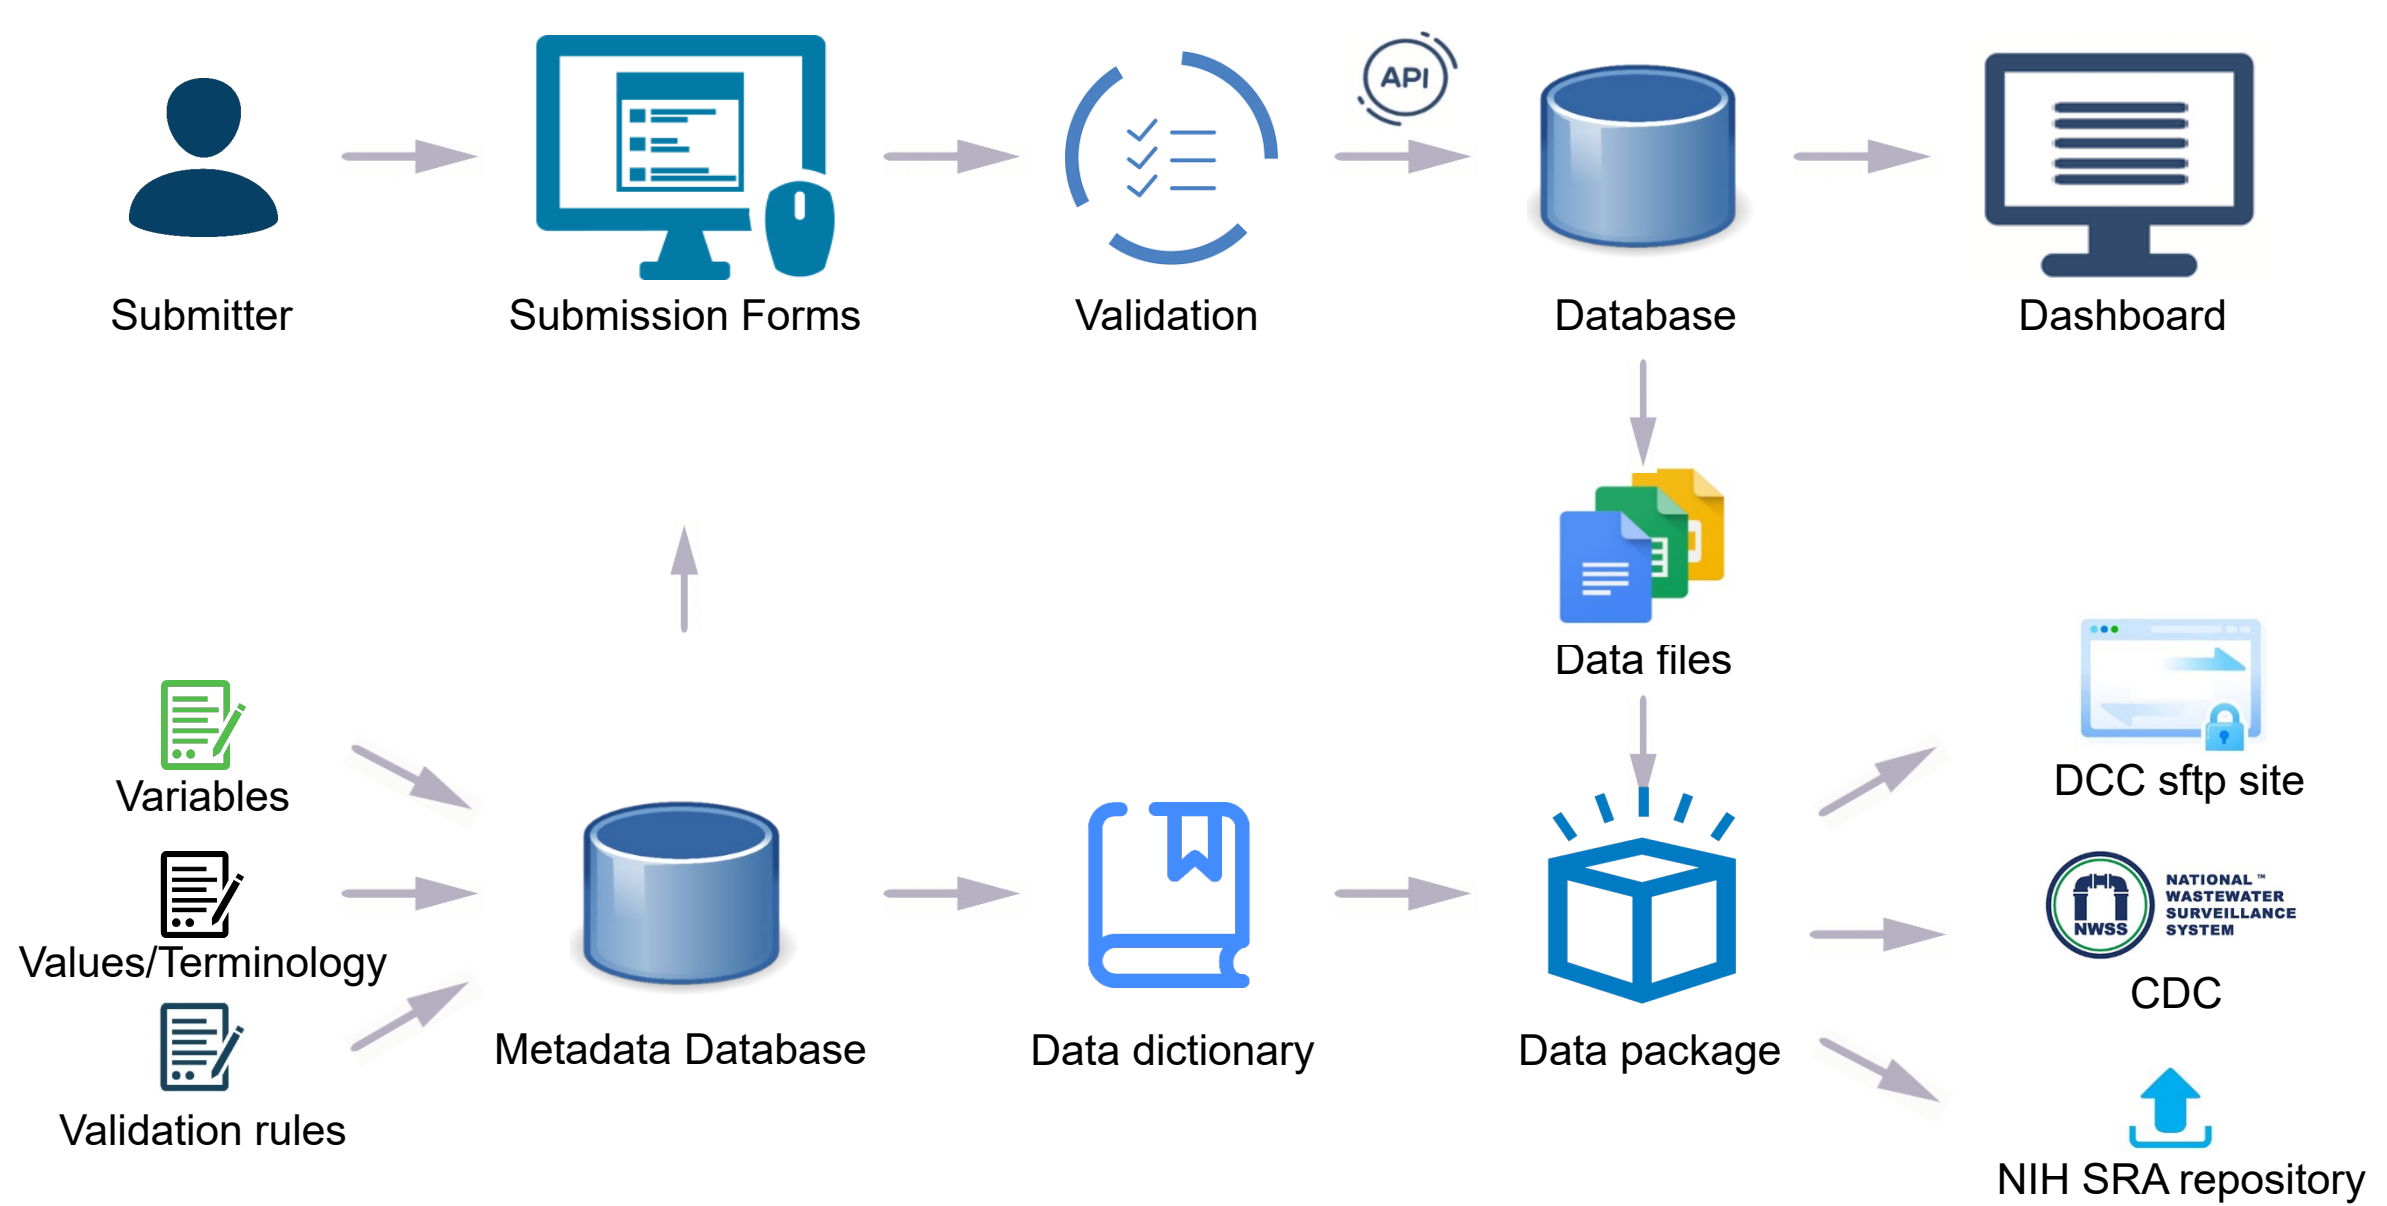 API
Submitter
Submission Forms
Validation
Database
Dashboard
Data files
DCC sftp site
Variables
Values/Terminology
Validation rules
Metadata Database
Data dictionary
Data package
NWSS
NATIONAL™
WASTEWATER
SURVEILLANCE
SYSTEM
CDC
NIH SRA repository